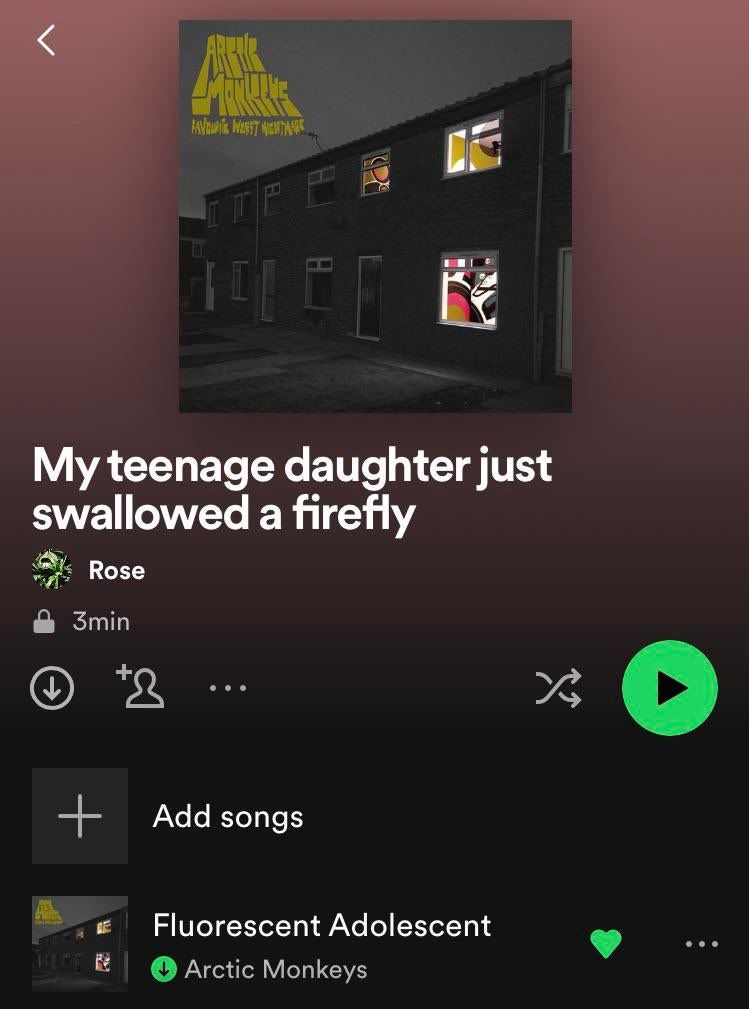 ARCTIC
MONKEYS
FAVOURITE WORST NIGHTMARE
My teenage daughter just
swallowed a firefly
Rose
3min
Add songs
Fluorescent Adolescent
Arctic Monkeys